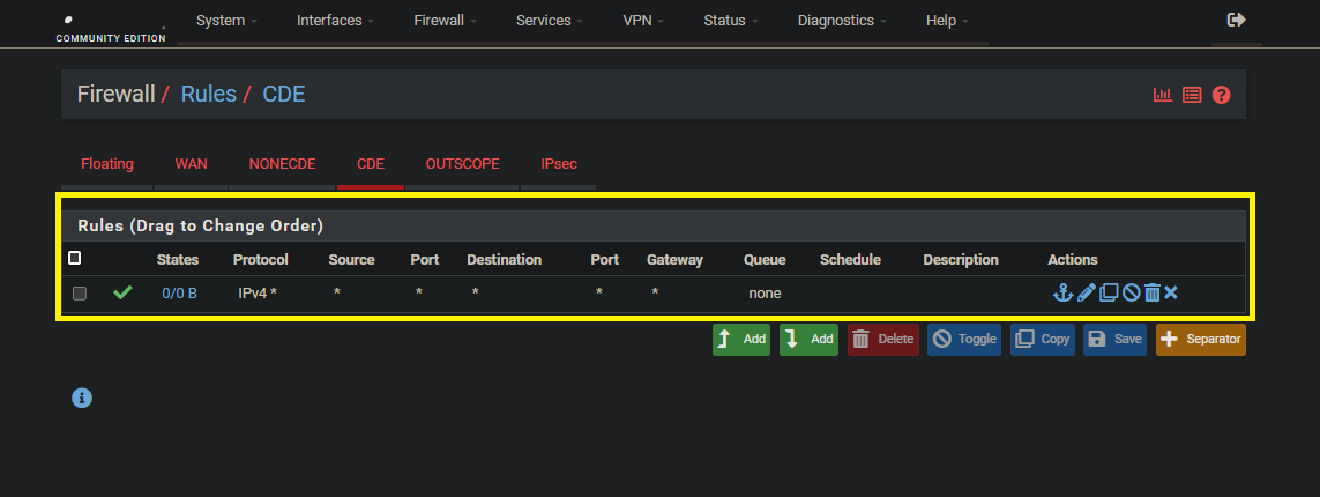 System Interfaces Firewall Services VPN Status Diagnostics Help
COMMUNITY EDITION
Firewall / Rules / CDE
Floating WAN NONECDE CDE OUTSCOPE IPsec
Rules (Drag to Change Order)
States Protocol Source Port Destination Port Gateway Queue Schedule Description Actions
0/0 B IPv4 * * * * * * none
Add Add Delete Toggle Copy Save Separator